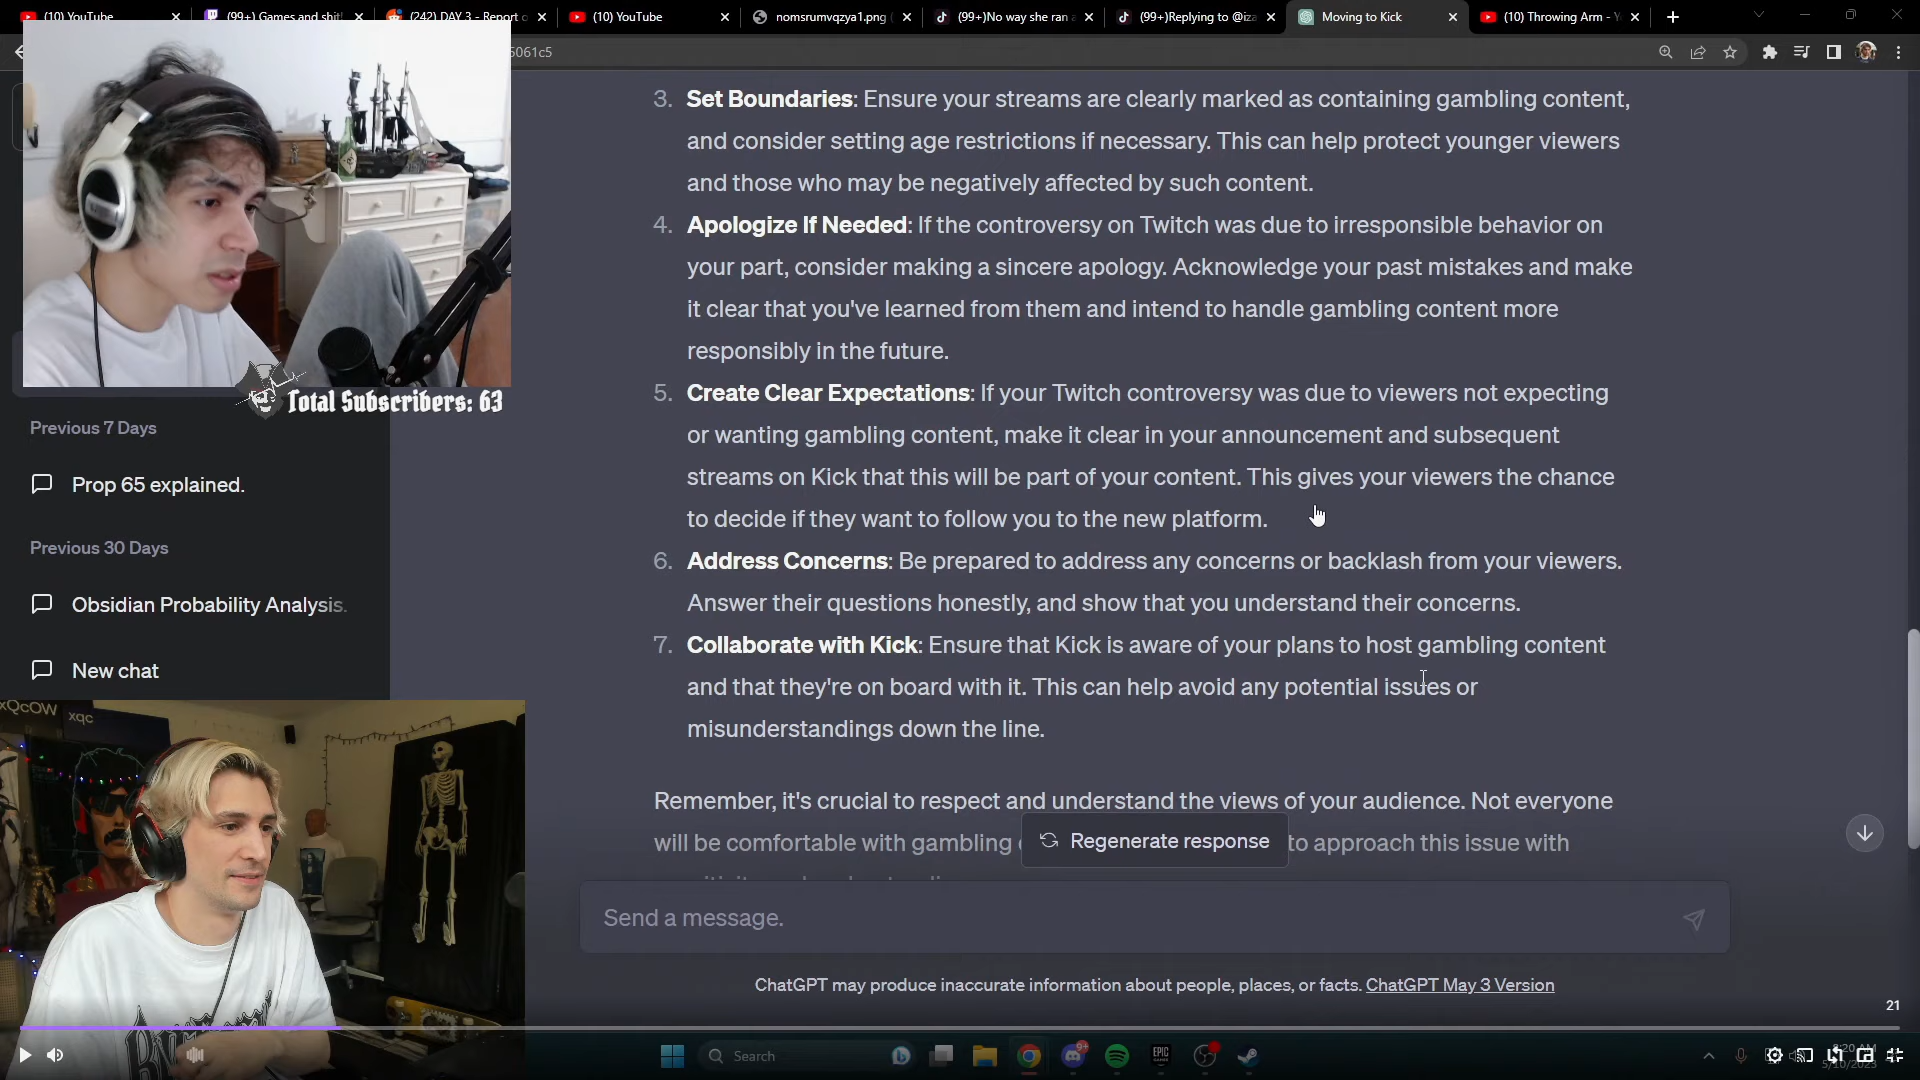 (10) YouTube
(99+) Games and shit!
(242) DAY 3 - Report
(10) YouTube
nomsrumvqzya1.png
(99+)No way she ran a
(99+)Replying to @iza
Moving to Kick
(10) Throwing Arm -
5061c5
3. Set Boundaries: Ensure your streams are clearly marked as containing gambling content,
and consider setting age restrictions if necessary. This can help protect younger viewers
and those who may be negatively affected by such content.
4. Apologize If Needed: If the controversy on Twitch was due to irresponsible behavior on
your part, consider making a sincere apology. Acknowledge your past mistakes and make
it clear that you've learned from them and intend to handle gambling content more
responsibly in the future.
5. Create Clear Expectations: If your Twitch controversy was due to viewers not expecting
or wanting gambling content, make it clear in your announcement and subsequent
streams on Kick that this will be part of your content. This gives your viewers the chance
to decide if they want to follow you to the new platform.
6. Address Concerns: Be prepared to address any concerns or backlash from your viewers.
Answer their questions honestly, and show that you understand their concerns.
7. Collaborate with Kick: Ensure that Kick is aware of your plans to host gambling content
and that they're on board with it. This can help avoid any potential issues or
misunderstandings down the line.
Remember, it's crucial to respect and understand the views of your audience. Not everyone
will be comfortable with gambling to approach this issue with
Regenerate response
Send a message.
ChatGPT may produce inaccurate information about people, places, or facts. ChatGPT May 3 Version
Total Subscribers: 63
Previous 7 Days
Prop 65 explained.
Previous 30 Days
Obsidian Probability Analysis.
New chat
xQcOW xqc
21
Search
9+
EPIC
GAMES